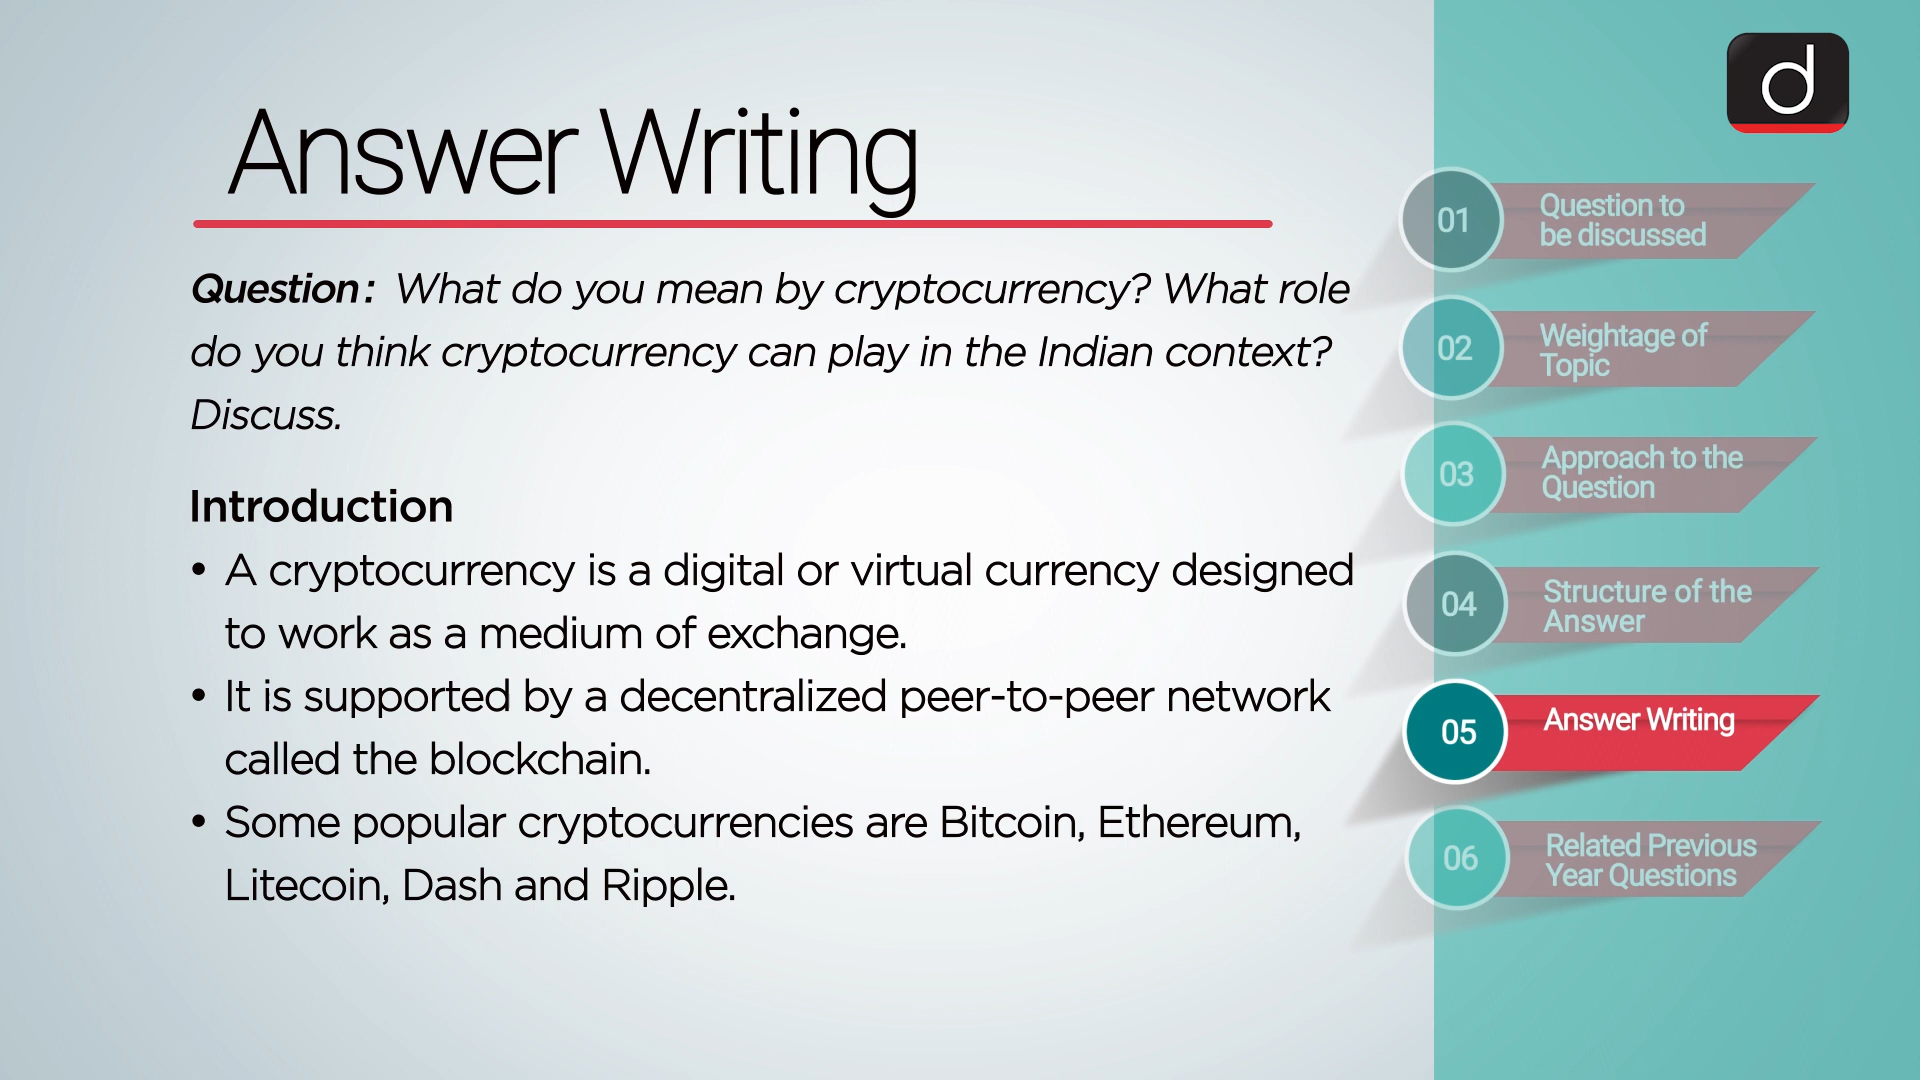 Answer Writing
Question: What do you mean by cryptocurrency? What role
do you think cryptocurrency can play in the Indian context?
Discuss.
Introduction
• A cryptocurrency is a digital or virtual currency designed
to work as a medium of exchange.
• It is supported by a decentralized peer-to-peer network
called the blockchain.
• Some popular cryptocurrencies are Bitcoin, Ethereum,
Litecoin, Dash and Ripple.
d
01
Question to
be discussed
02
Weightage of
Topic
03
Approach to the
Question
04
Structure of the
Answer
05
Answer Writing
06
Related Previous
Year Questions